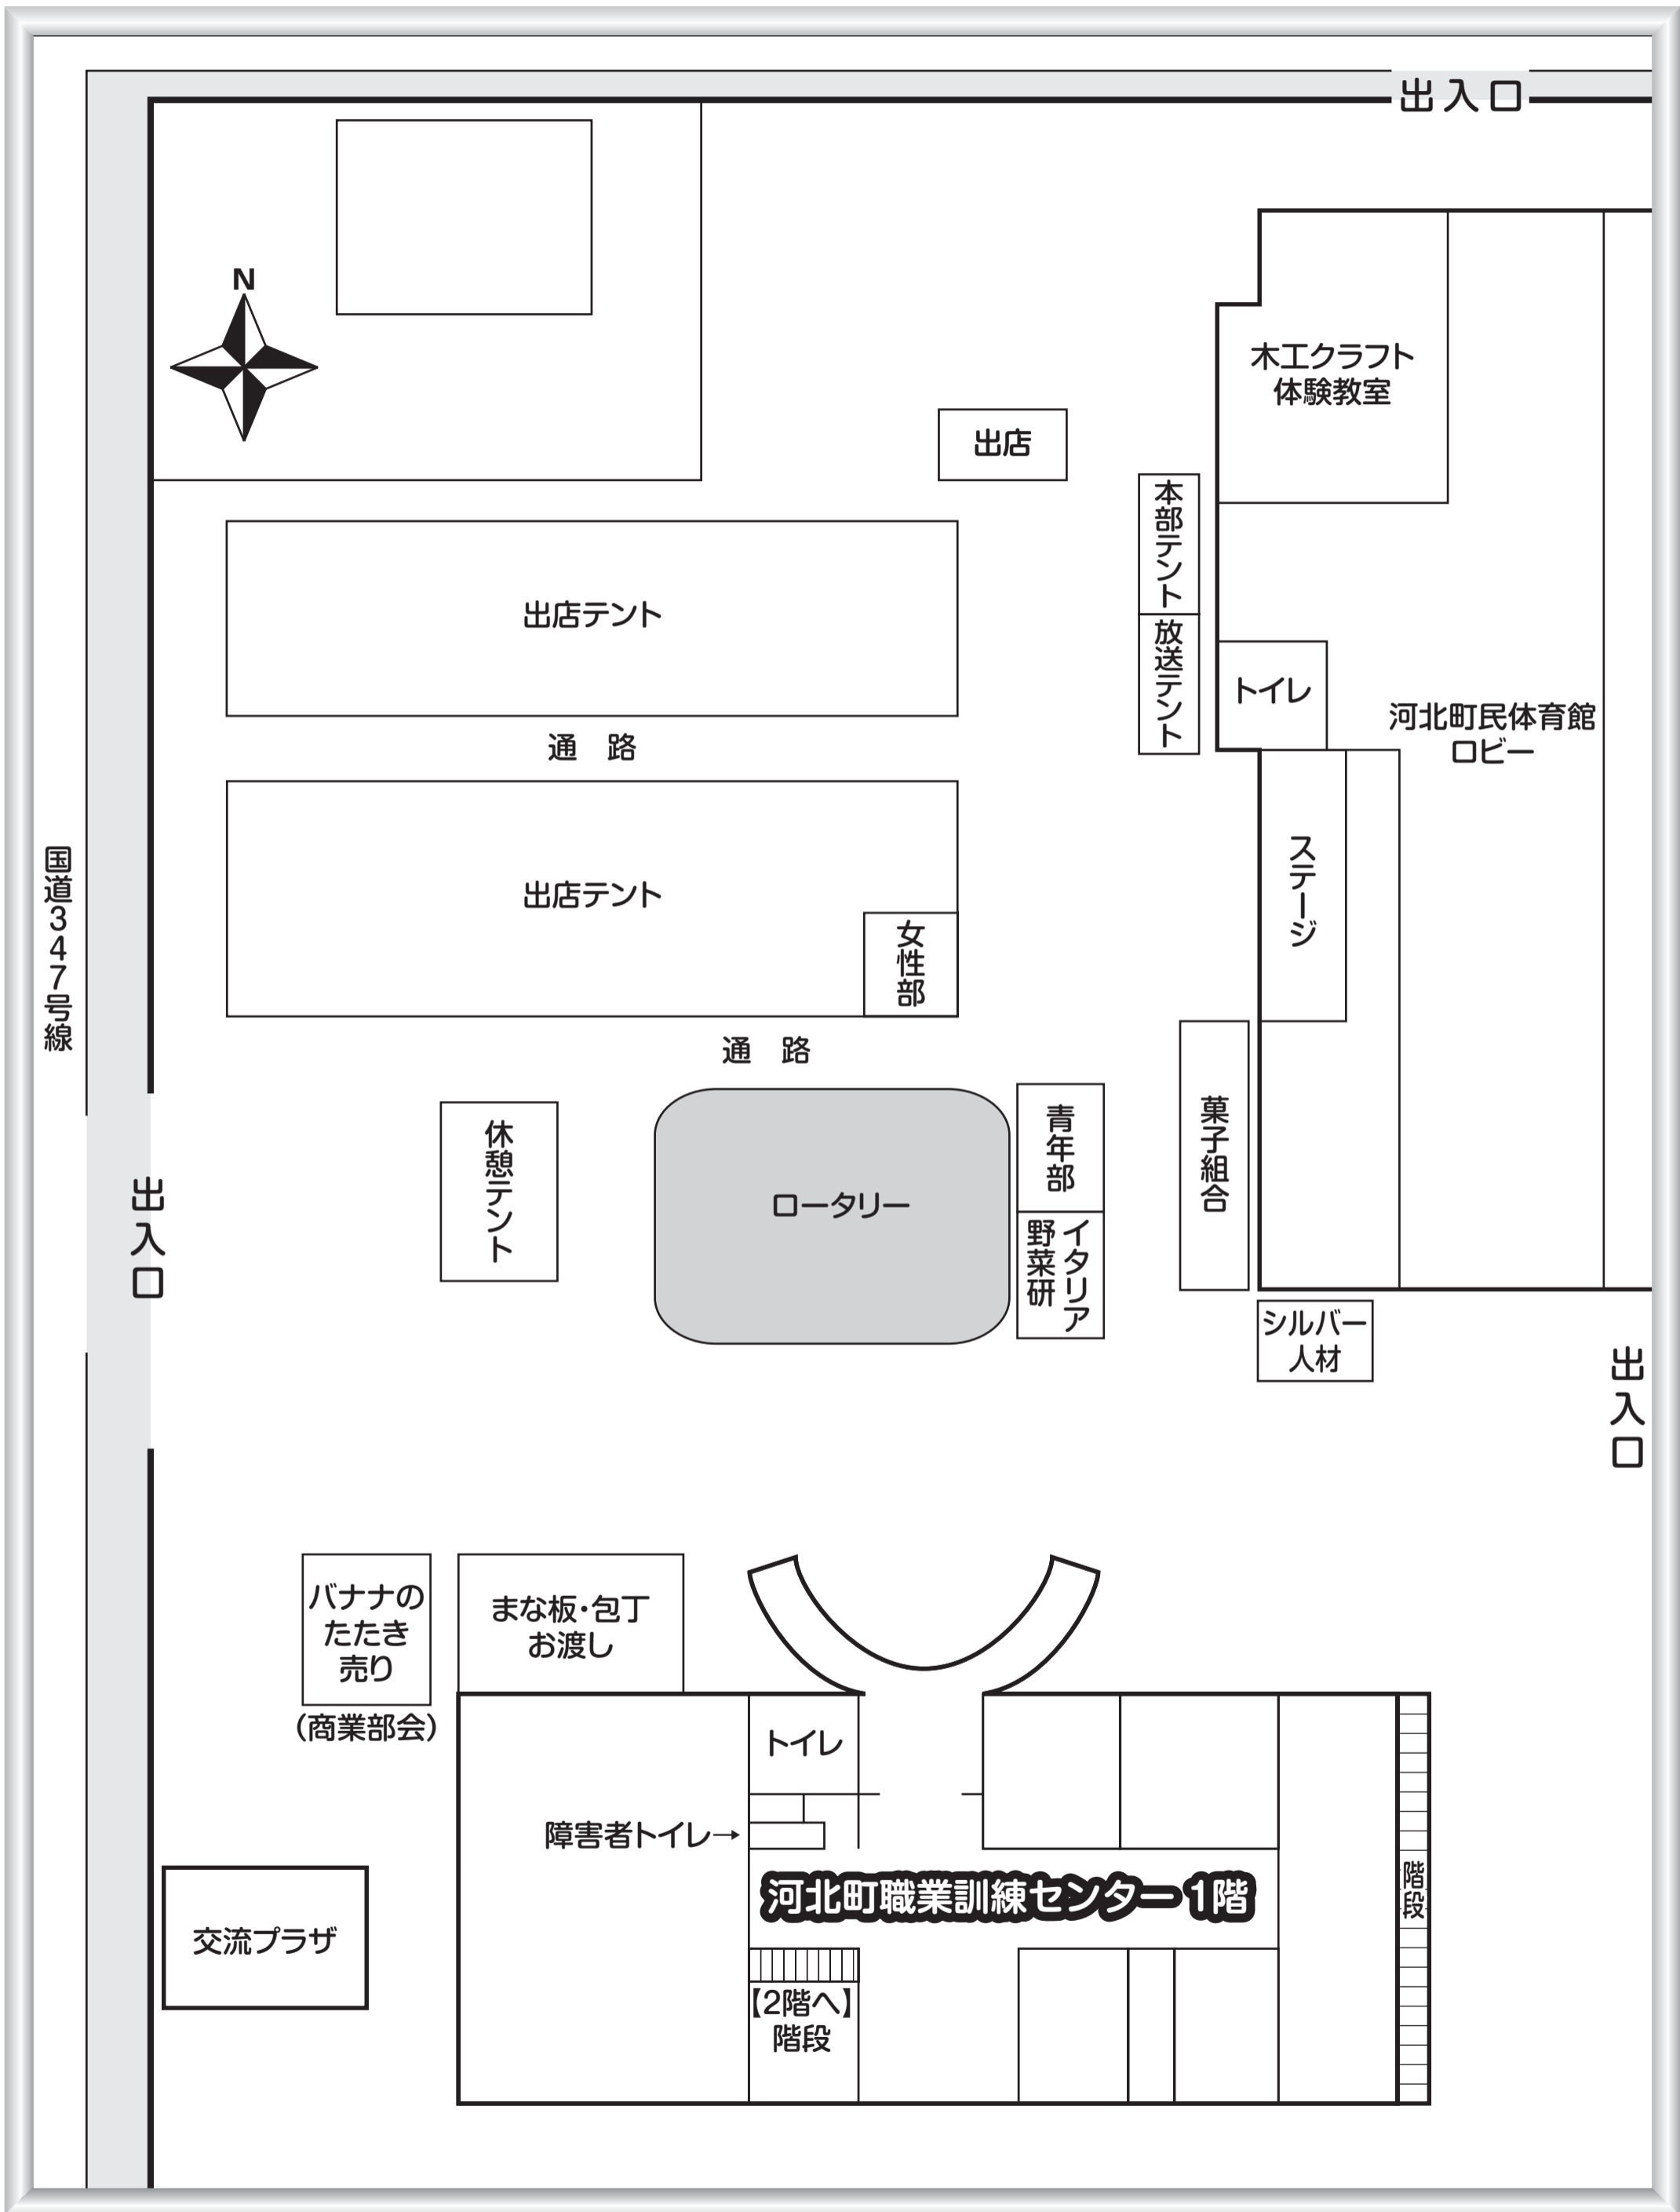 出入口
N
木工クラフト
体験教室
出店
本部テント
放送テント
出店テント
トイレ
河北町民体育館
ロビー
通 路
国道347号線
出店テント
女性部
ステージ
通 路
休憩テント
ロータリー
青年部
イタリア
野菜研
菓子組合
シルバー
人材
出入口
出入口
バナナの
たたき
売り
(商業部会)
まな板・包丁
お渡し
トイレ
障害者トイレ→
河北町職業訓練センター 1階
階段
交流プラザ
【2階へ】
階段